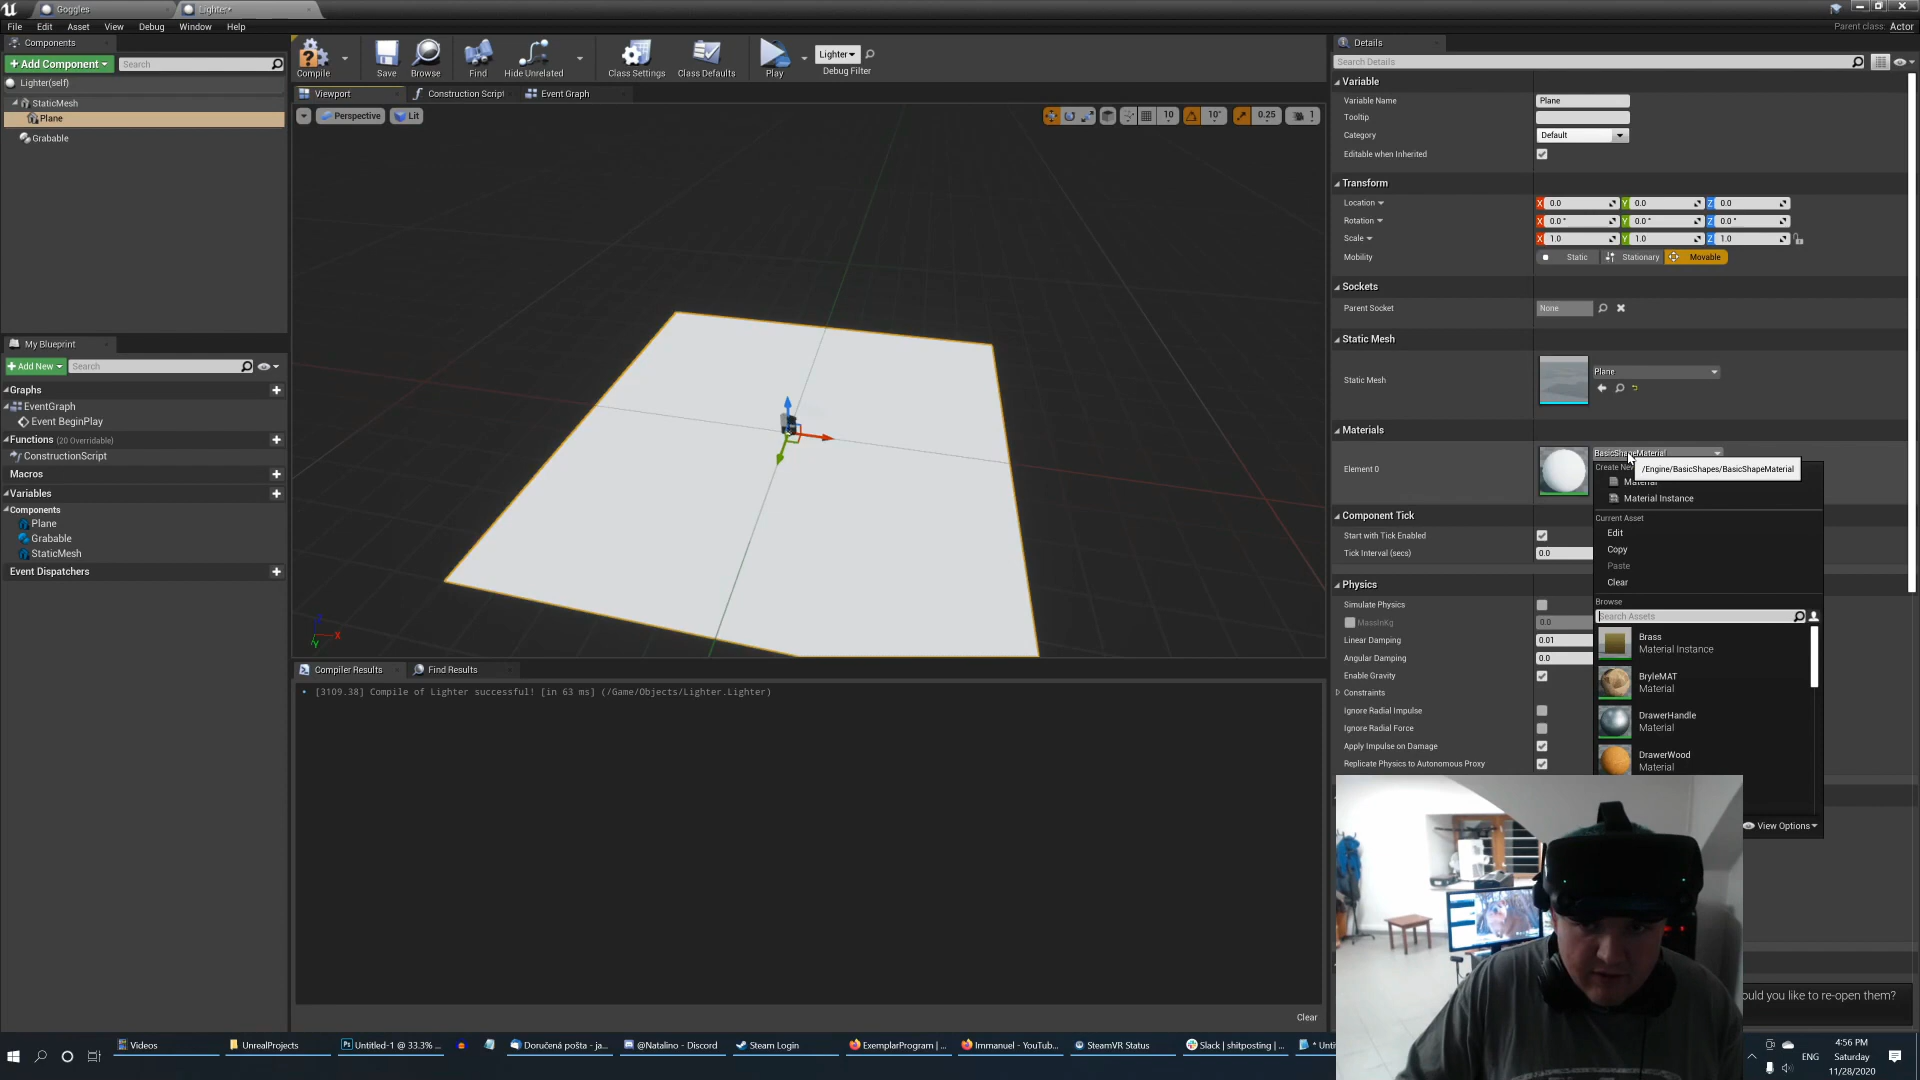 Goggles
Lighter*
File Edit Asset View Debug Window Help
Parent class: Actor
Components
+ Add Component
Search
Lighter(self)
StaticMesh
Plane
Grabable
My Blueprint
+ Add New
Search
Graphs
EventGraph
Event BeginPlay
Functions (20 Overridable)
ConstructionScript
Macros
Variables
Components
Plane
Grabable
StaticMesh
Event Dispatchers
Compile
Save
Browse
Find
Hide Unrelated
Class Settings
Class Defaults
Play
Lighter
Debug Filter
Viewport
Construction Script
Event Graph
Perspective
Lit
10
10°
0.25
1
X
Y
Compiler Results
Find Results
[3109.38] Compile of Lighter successful! [in 63 ms] (/Game/Objects/Lighter.Lighter)
Clear
Details
Search Details
Variable
Variable Name Plane
Tooltip
Category Default
Editable when Inherited
Transform
Location X 0.0 Y 0.0 Z 0.0
Rotation X 0.0° Y 0.0° Z 0.0°
Scale X 1.0 Y 1.0 Z 1.0
Mobility Static Stationary Movable
Sockets
Parent Socket None
Static Mesh
Static Mesh Plane
Materials
Element 0
BasicShapeMaterial
/Engine/BasicShapes/BasicShapeMaterial
Create New
Material
Material Instance
Current Asset
Edit
Copy
Paste
Clear
Browse
Search Assets
Brass
Material Instance
BryleMAT
Material
DrawerHandle
Material
DrawerWood
Material
View Options
Component Tick
Start with Tick Enabled
Tick Interval (secs) 0.0
Physics
Simulate Physics
MassInKg 0.0
Linear Damping 0.01
Angular Damping 0.0
Enable Gravity
Constraints
Ignore Radial Impulse
Ignore Radial Force
Apply Impulse on Damage
Replicate Physics to Autonomous Proxy
ould you like to re-open them?
Videos
UnrealProjects
Untitled-1 @ 33.3% ...
Doručená pošta - ja...
@Natalino - Discord
Steam Login
ExemplarProgram | ...
Immanuel - YouTub...
SteamVR Status
Slack | shitposting | ...
* Unti
ENG
4:56 PM
Saturday
11/28/2020